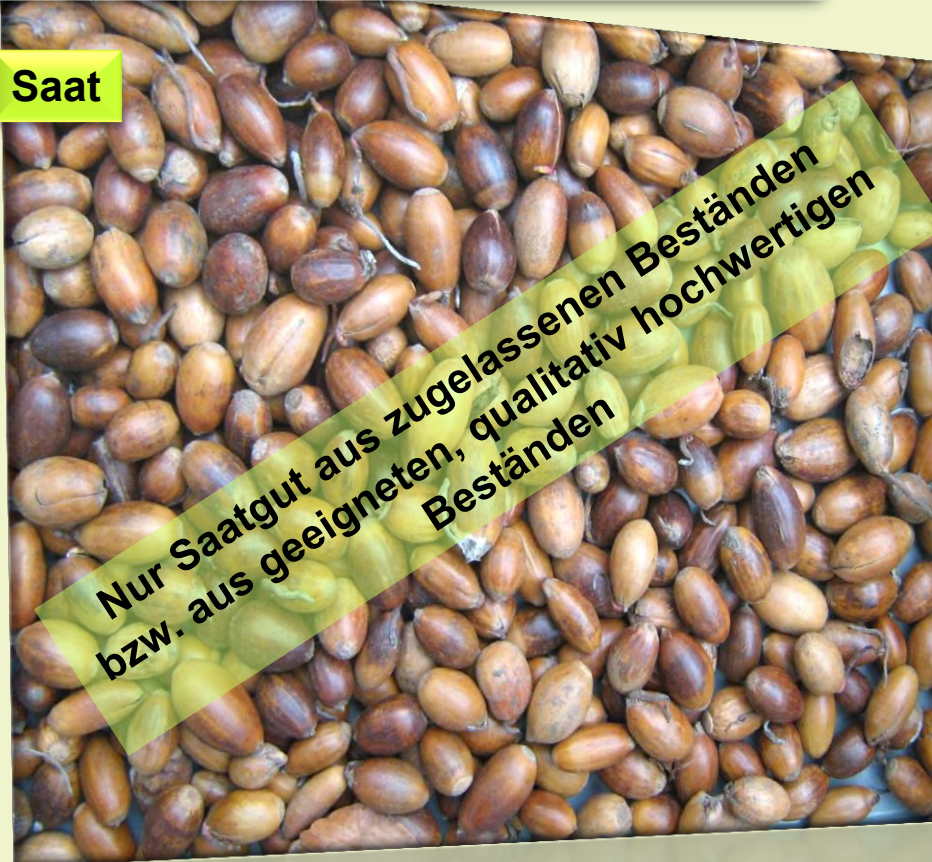 Saat
Nur Saatgut aus zugelassenen Beständen
bzw. aus geeigneten, qualitativ hochwertigen
Beständen